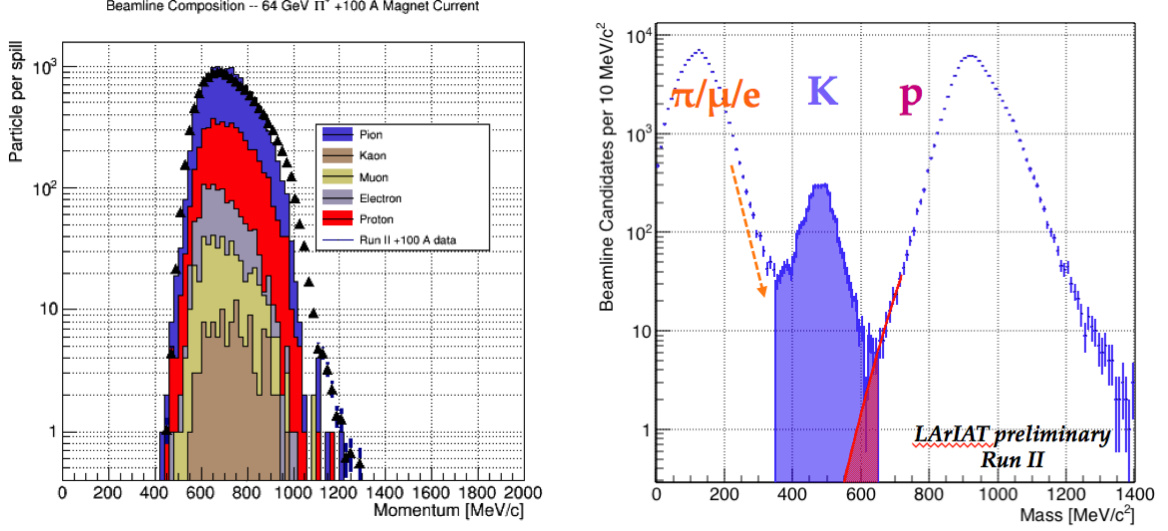 Beamline Composition -- 64 GeV Π⁺ +100 A Magnet Current
Particle per spill
10³
10²
10
1
0 200 400 600 800 1000 1200 1400 1600 1800 2000
Momentum [MeV/c]
Pion
Kaon
Muon
Electron
Proton
Run II +100 A data
Beamline Candidates per 10 MeV/c²
10⁴
10³
10²
10
1
π/μ/e
K
p
LArIAT preliminary
Run II
0 200 400 600 800 1000 1200 1400
Mass [MeV/c²]